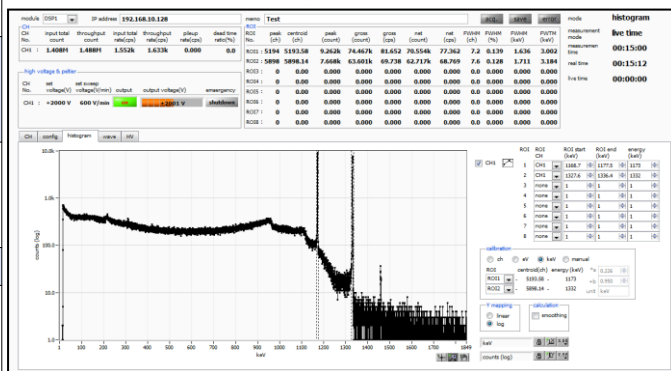 module DSP1 IP address 192.168.10.128 memo Test acq. save error
mode histogram
measurement mode live time
measuremen time 00:15:00
real time 00:15:12
live time 00:00:00
CH
CH No. input total count throughput count input total rate(cps) throughput rate(cps) pileup rate(cps) dead time ratio(%)
CH1 : 1.408M 1.488M 1.552k 1.633k 0.000 0.0
ROI
ROI No. peak (ch) centroid (ch) peak (count) gross (count) gross (cps) net (count) net (cps) FWHM (ch) FWHM (%) FWHM (keV) FWTM (keV)
ROI1 : 5194 5193.58 9.262k 74.467k 81.652 70.554k 77.362 7.2 0.139 1.636 3.002
ROI2 : 5898 5898.14 7.668k 63.601k 69.738 62.717k 68.769 7.6 0.128 1.711 3.184
ROI3 : 0 0.00 0.000 0.000 0.000 0.000 0.000 0.0 0.000 0.000 0.000
ROI4 : 0 0.00 0.000 0.000 0.000 0.000 0.000 0.0 0.000 0.000 0.000
ROI5 : 0 0.00 0.000 0.000 0.000 0.000 0.000 0.0 0.000 0.000 0.000
ROI6 : 0 0.00 0.000 0.000 0.000 0.000 0.000 0.0 0.000 0.000 0.000
ROI7 : 0 0.00 0.000 0.000 0.000 0.000 0.000 0.0 0.000 0.000 0.000
ROI8 : 0 0.00 0.000 0.000 0.000 0.000 0.000 0.0 0.000 0.000 0.000
high voltage & peltier
CH No. set voltage(V) set sweep voltage(V/min) output output voltage(V) emesergency
CH1 : +2000 V 600 V/min +2001 V shutdown
CH config histogram wave HV
10.0k
1.0k
100.0
10.0
1.0
counts (log)
1 100 200 300 400 500 600 700 800 900 1000 1100 1200 1300 1400 1500 1600 1700 1849
keV
CH1
ROI ROI CH ROI start (keV) ROI end (keV) energy (keV)
1 CH1 1168.7 1177.5 1173
2 CH1 1327.6 1336.4 1332
3 none 1 1 1
4 none 1 1 1
5 none 1 1 1
6 none 1 1 1
7 none 1 1 1
8 none 1 1 1
calibration
ch eV keV manual
ROI centroid(ch) energy (keV)
ROI1 - 5193.58 - 1173
ROI2 - 5898.14 - 1332
unit keV
Y mapping
linear
log
calculation
smoothing
keV
counts (log)